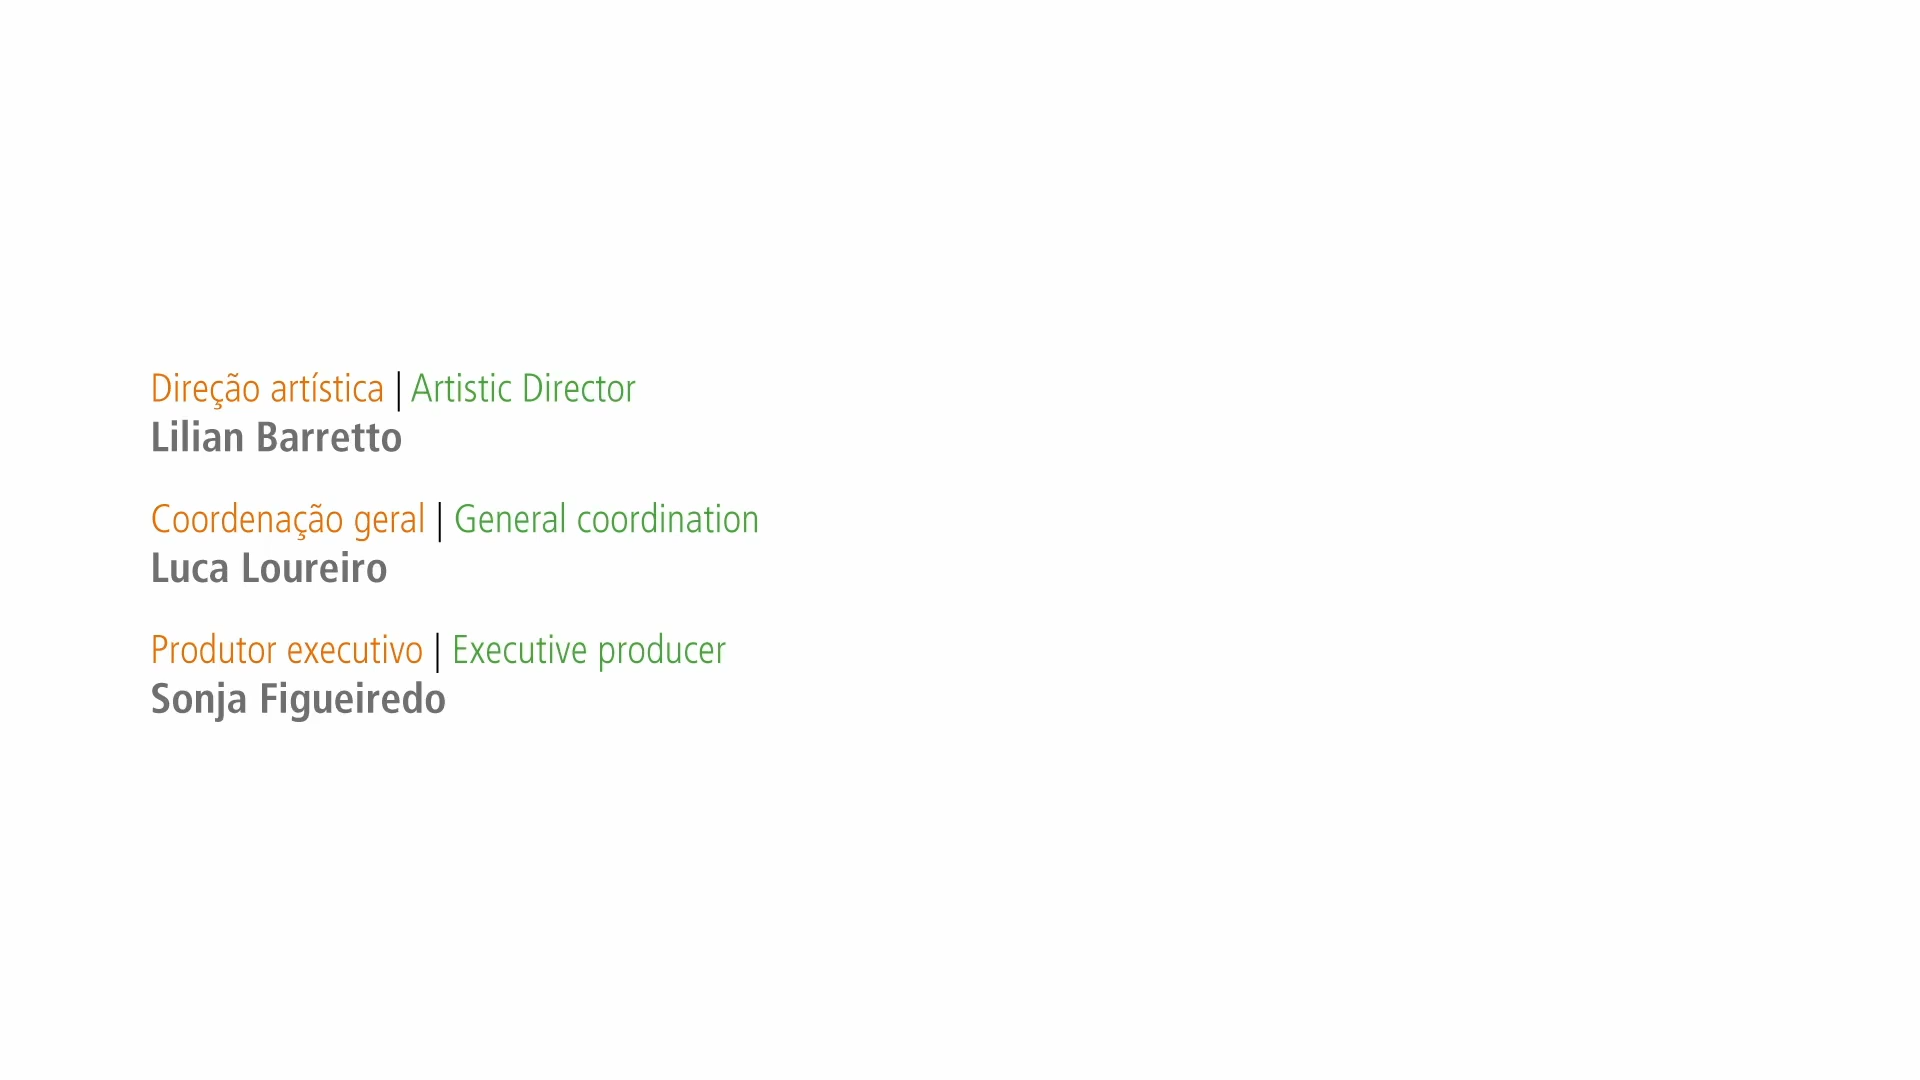 Direção artística | Artistic Director
Lilian Barretto
Coordenação geral | General coordination
Luca Loureiro
Produtor executivo | Executive producer
Sonja Figueiredo